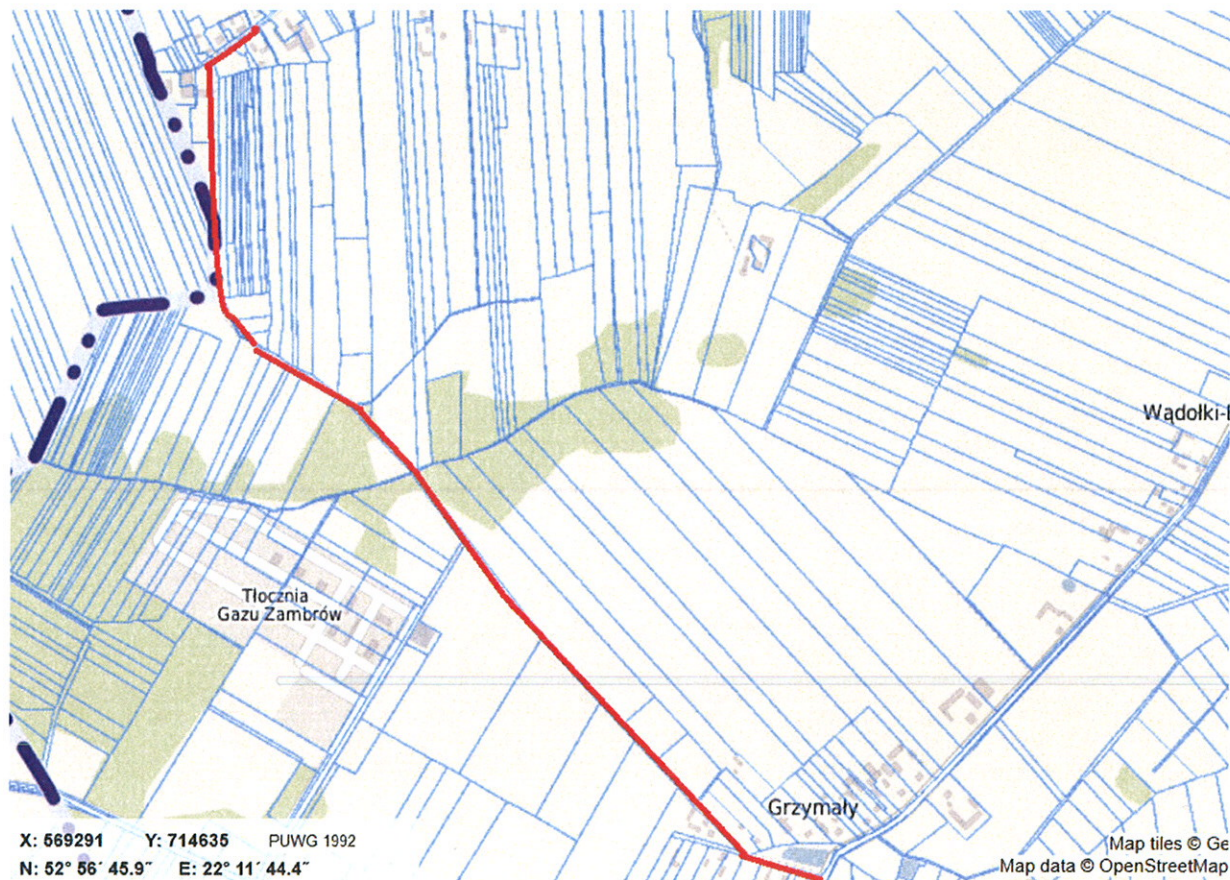 Wądołki-
Tłocznia
Gazu Zambrów
Grzymały
X: 569291 Y: 714635 PUWG 1992
N: 52° 56´ 45.9˝ E: 22° 11´ 44.4˝
Map tiles © Ge
Map data © OpenStreetMap